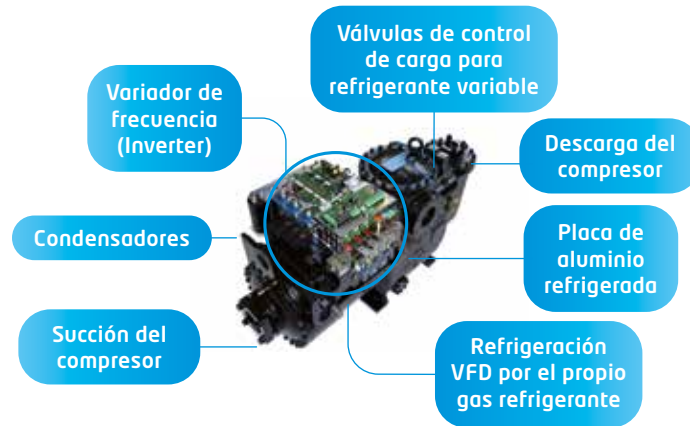 Válvulas de control
de carga para
refrigerante variable
Variador de
frecuencia
(Inverter)
Descarga del
compresor
Condensadores
Placa de
aluminio
refrigerada
Succión del
compresor
Refrigeración
VFD por el propio
gas refrigerante